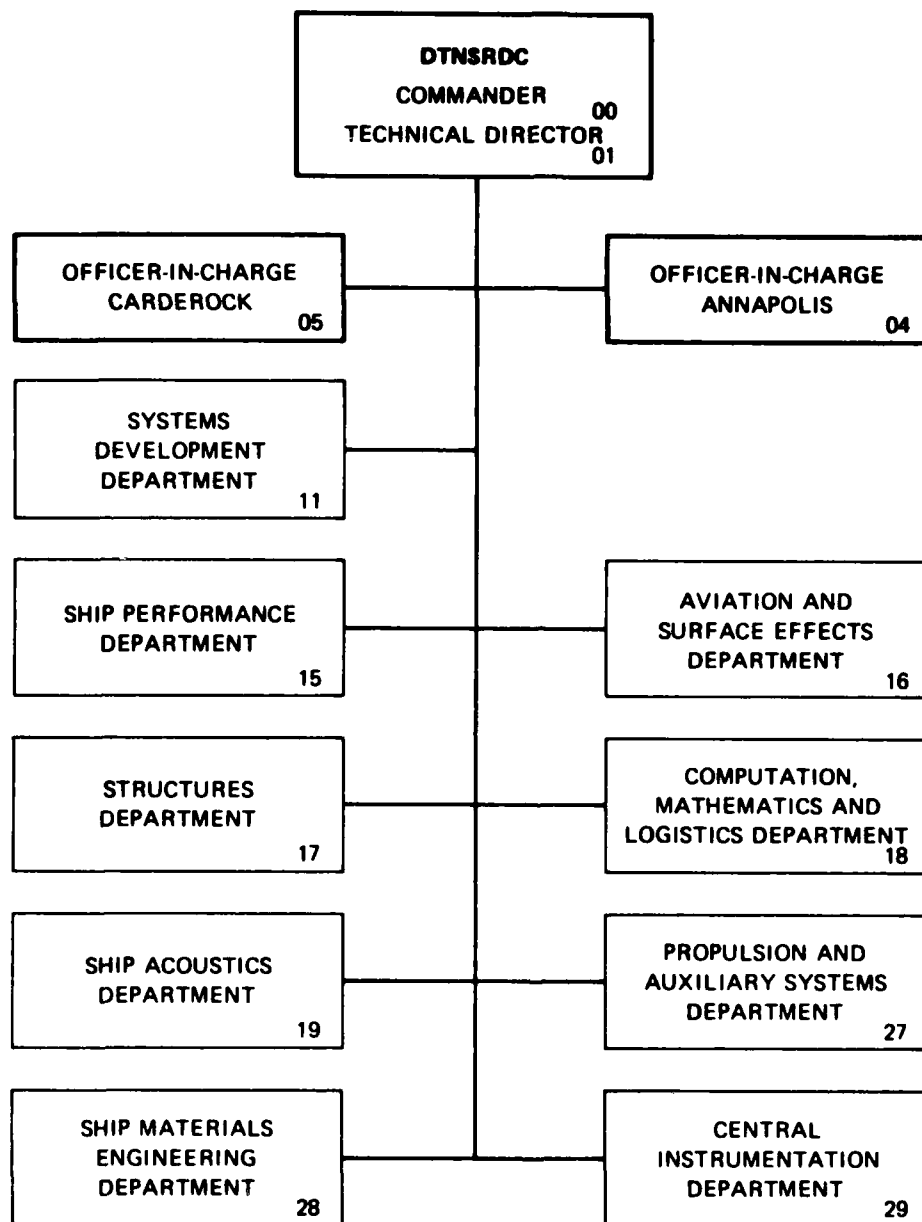 DTNSRDC
COMMANDER
00
TECHNICAL DIRECTOR
01
OFFICER-IN-CHARGE
CARDEROCK
05
OFFICER-IN-CHARGE
ANNAPOLIS
04
SYSTEMS
DEVELOPMENT
DEPARTMENT
11
SHIP PERFORMANCE
DEPARTMENT
15
AVIATION AND
SURFACE EFFECTS
DEPARTMENT
16
STRUCTURES
DEPARTMENT
17
COMPUTATION,
MATHEMATICS AND
LOGISTICS DEPARTMENT
18
SHIP ACOUSTICS
DEPARTMENT
19
PROPULSION AND
AUXILIARY SYSTEMS
DEPARTMENT
27
SHIP MATERIALS
ENGINEERING
DEPARTMENT
28
CENTRAL
INSTRUMENTATION
DEPARTMENT
29